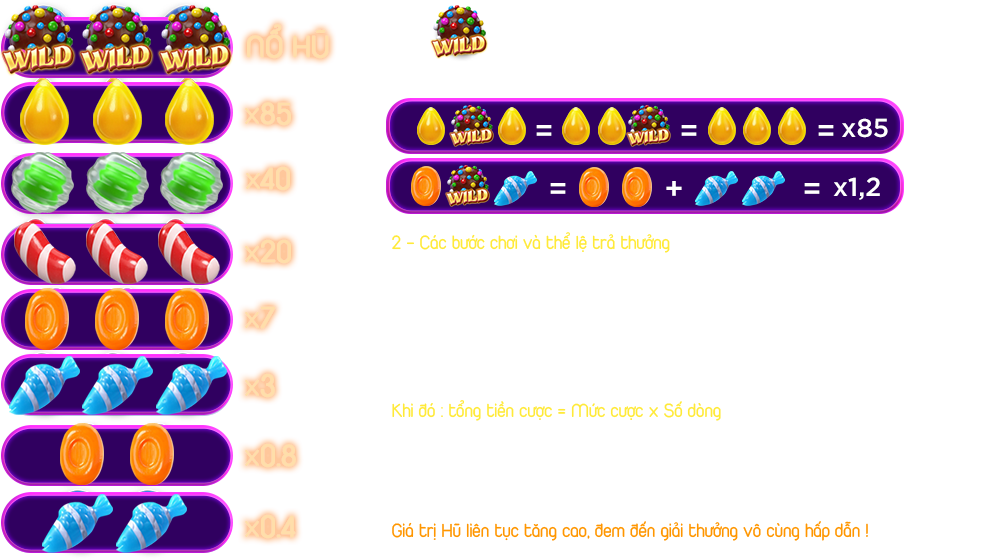 WILD WILD WILD NỔ HŨ
x85
x40
x20
x7
x3
x0.8
x0.4
WILD
WILD = WILD = = x85
WILD = + = x1,2
2 - Các bước chơi và thể lệ trả thưởng
Khi đó : tổng tiền cược = Mức cược x Số dòng
Giá trị Hũ liên tục tăng cao, đem đến giải thưởng vô cùng hấp dẫn !